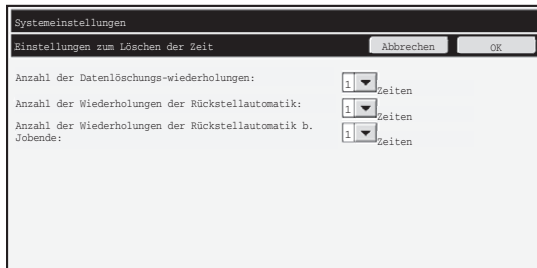 Systemeinstellungen
Einstellungen zum Löschen der Zeit
Abbrechen
OK
Anzahl der Datenlöschungs-wiederholungen:
1
Zeiten
Anzahl der Wiederholungen der Rückstellautomatik:
1
Zeiten
Anzahl der Wiederholungen der Rückstellautomatik b.
Jobende:
1
Zeiten